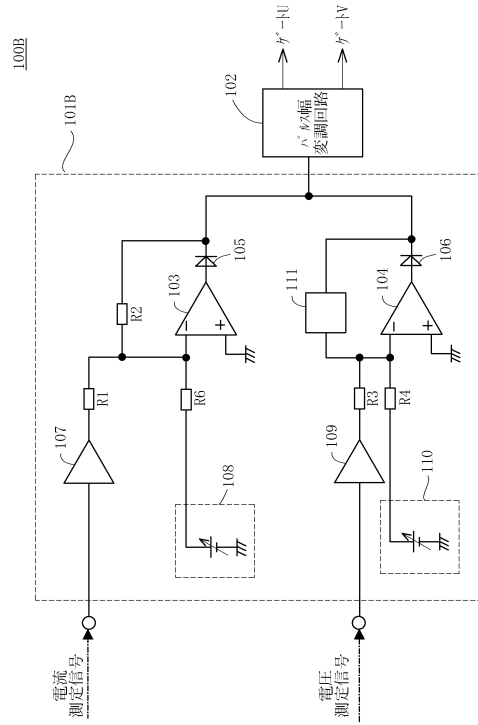 100B
101B
102
ゲートU
ゲートV
パルス幅
変調回路
R2
105
103
R1
107
R6
108
111
106
104
R3
109
R4
110
電流
測定信号
電圧
測定信号
−
+
−
+